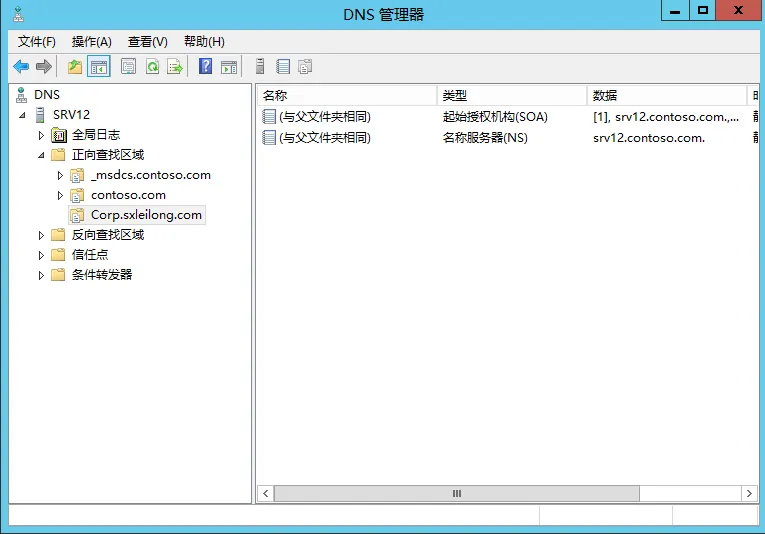 DNS 管理器
文件(F) 操作(A) 查看(V) 帮助(H)
DNS
SRV12
全局日志
正向查找区域
_msdcs.contoso.com
contoso.com
Corp.sxleilong.com
反向查找区域
信任点
条件转发器
名称 类型 数据
(与父文件夹相同) 起始授权机构(SOA) [1], srv12.contoso.com.,...
(与父文件夹相同) 名称服务器(NS) srv12.contoso.com.